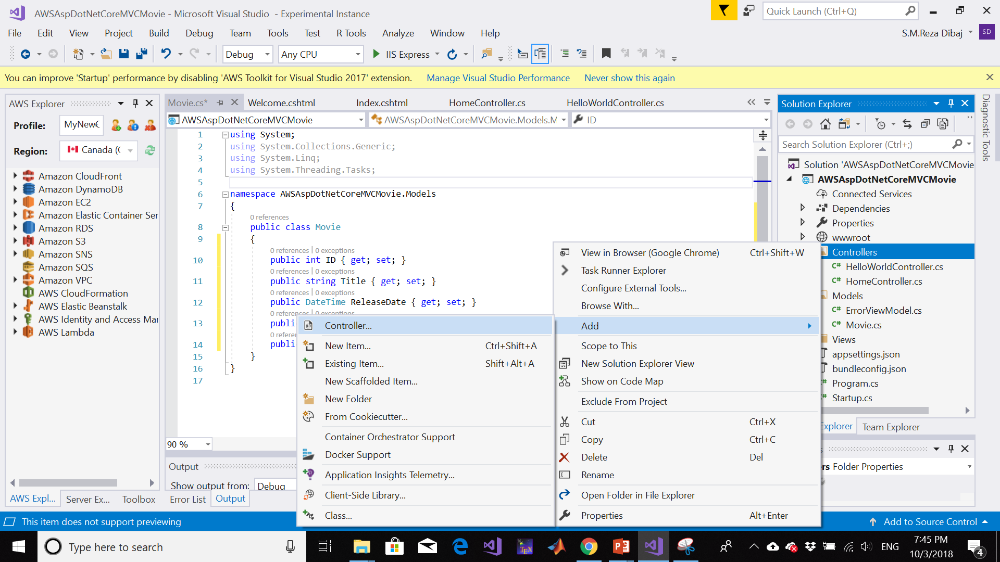 AWSAspDotNetCoreMVCMovie - Microsoft Visual Studio - Experimental Instance
Quick Launch (Ctrl+Q)
File Edit View Project Build Debug Team Tools Test R Tools Analyze Window Help
S.M.Reza Dibaj SD
Debug Any CPU IIS Express
You can improve 'Startup' performance by disabling 'AWS Toolkit for Visual Studio 2017' extension. Manage Visual Studio Performance Never show this again
AWS Explorer
Profile: MyNewC
Region: Canada (C
Amazon CloudFront
Amazon DynamoDB
Amazon EC2
Amazon Elastic Container Ser
Amazon RDS
Amazon S3
Amazon SNS
Amazon SQS
Amazon VPC
AWS CloudFormation
AWS Elastic Beanstalk
AWS Identity and Access Mar
AWS Lambda
AWS Expl... Server Ex... Toolbox
Movie.cs* Welcome.cshtml Index.cshtml HomeController.cs HelloWorldController.cs
AWSAspDotNetCoreMVCMovie AWSAspDotNetCoreMVCMovie.Models.M ID
1 using System;
2 using System.Collections.Generic;
3 using System.Linq;
4 using System.Threading.Tasks;
5
6 namespace AWSAspDotNetCoreMVCMovie.Models
7 {
0 references
8 public class Movie
9 {
0 references | 0 exceptions
10 public int ID { get; set; }
0 references | 0 exceptions
11 public string Title { get; set; }
0 references | 0 exceptions
12 public DateTime ReleaseDate { get; set; }
0 references | 0 exceptions
13 publi
0 refere
14 publi
15 }
16 }
17
90 %
Output
Show output from: Debug
Error List Output
Controller...
New Item... Ctrl+Shift+A
Existing Item... Shift+Alt+A
New Scaffolded Item...
New Folder
From Cookiecutter...
Container Orchestrator Support
Docker Support
Application Insights Telemetry...
Client-Side Library...
Class...
View in Browser (Google Chrome) Ctrl+Shift+W
Task Runner Explorer
Configure External Tools...
Browse With...
Add
Scope to This
New Solution Explorer View
Show on Code Map
Exclude From Project
Cut Ctrl+X
Copy Ctrl+C
Delete Del
Rename
Open Folder in File Explorer
Properties Alt+Enter
Solution Explorer
Search Solution Explorer (Ctrl+;)
Solution 'AWSAspDotNetCoreMVCMovie
AWSAspDotNetCoreMVCMovie
Connected Services
Dependencies
Properties
wwwroot
Controllers
C# HelloWorldController.cs
C# HomeController.cs
Models
C# ErrorViewModel.cs
C# Movie.cs
Views
appsettings.json
bundleconfig.json
Program.cs
Startup.cs
Explorer Team Explorer
rs Folder Properties
Diagnostic Tools
This item does not support previewing
Add to Source Control
Type here to search
TEX
ENG
7:45 PM
10/3/2018
4